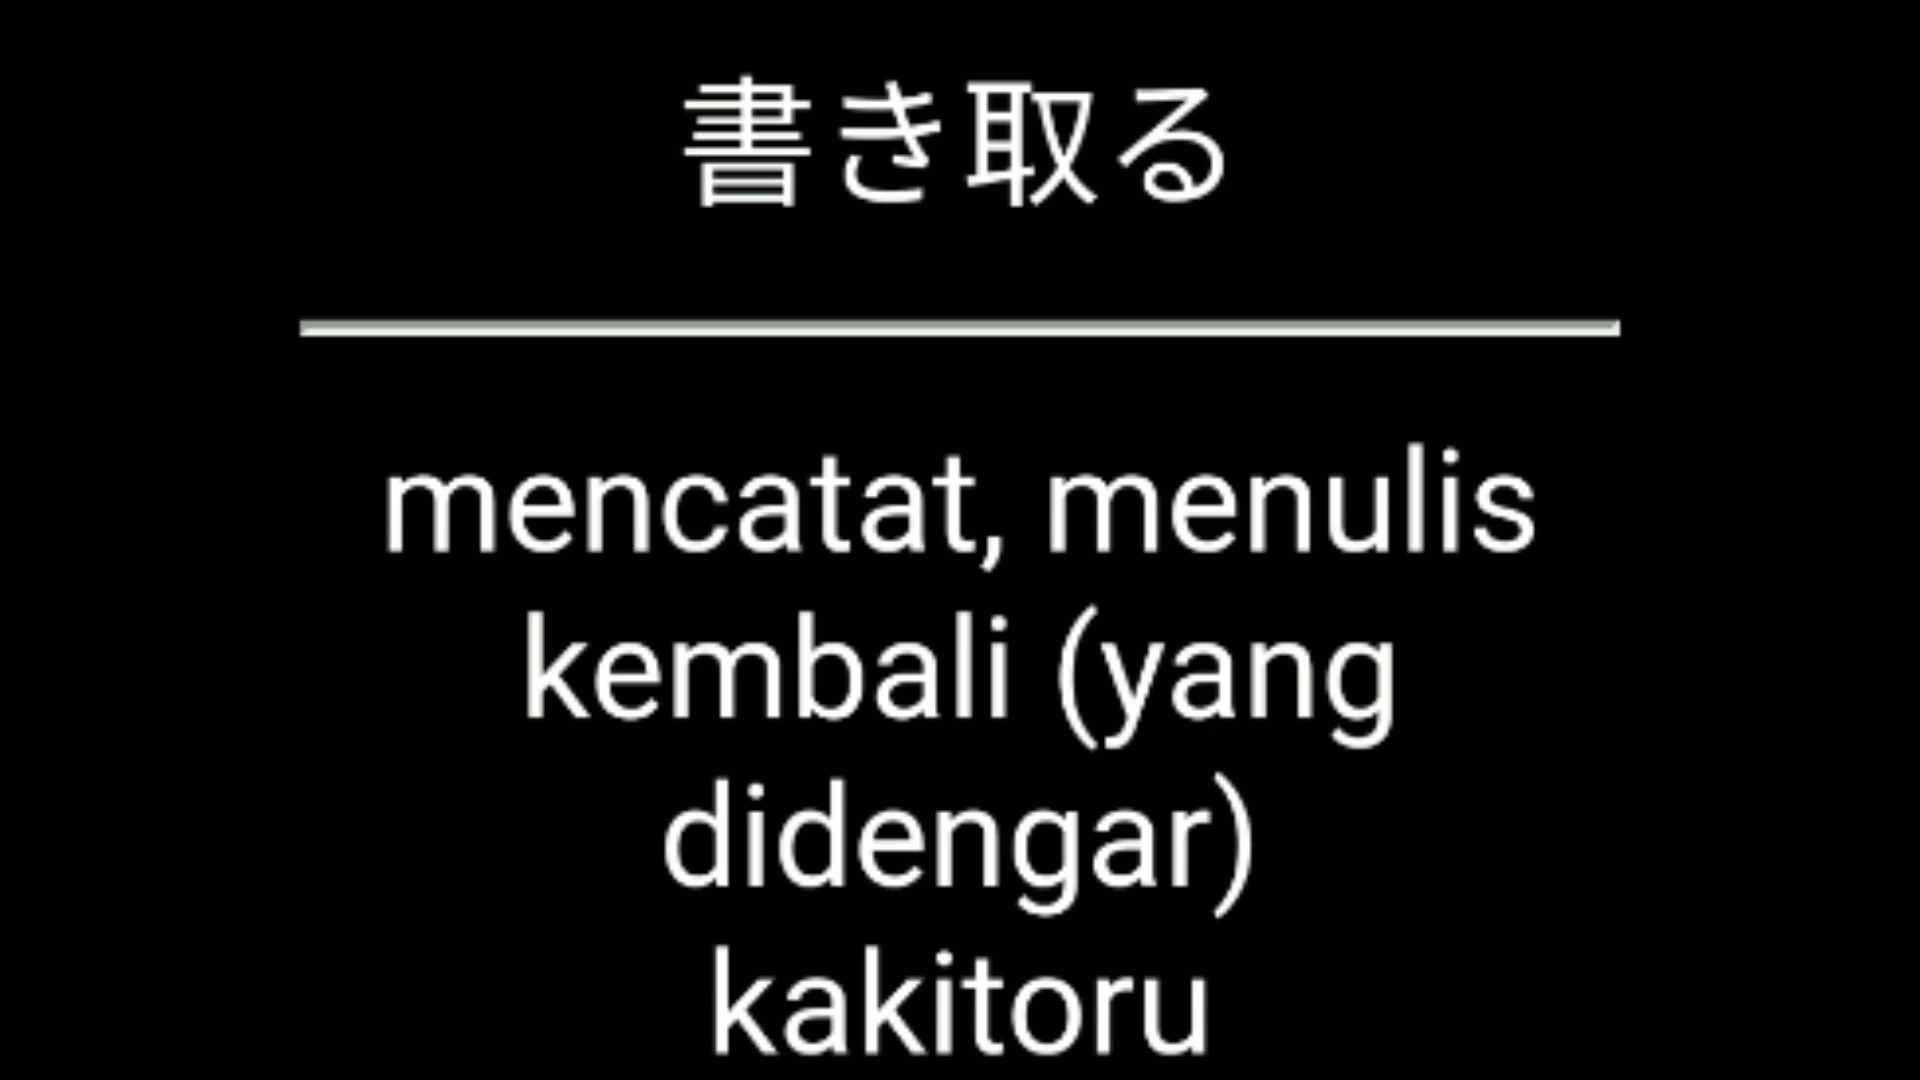 書き取る
mencatat, menulis
kembali (yang
didengar)
kakitoru